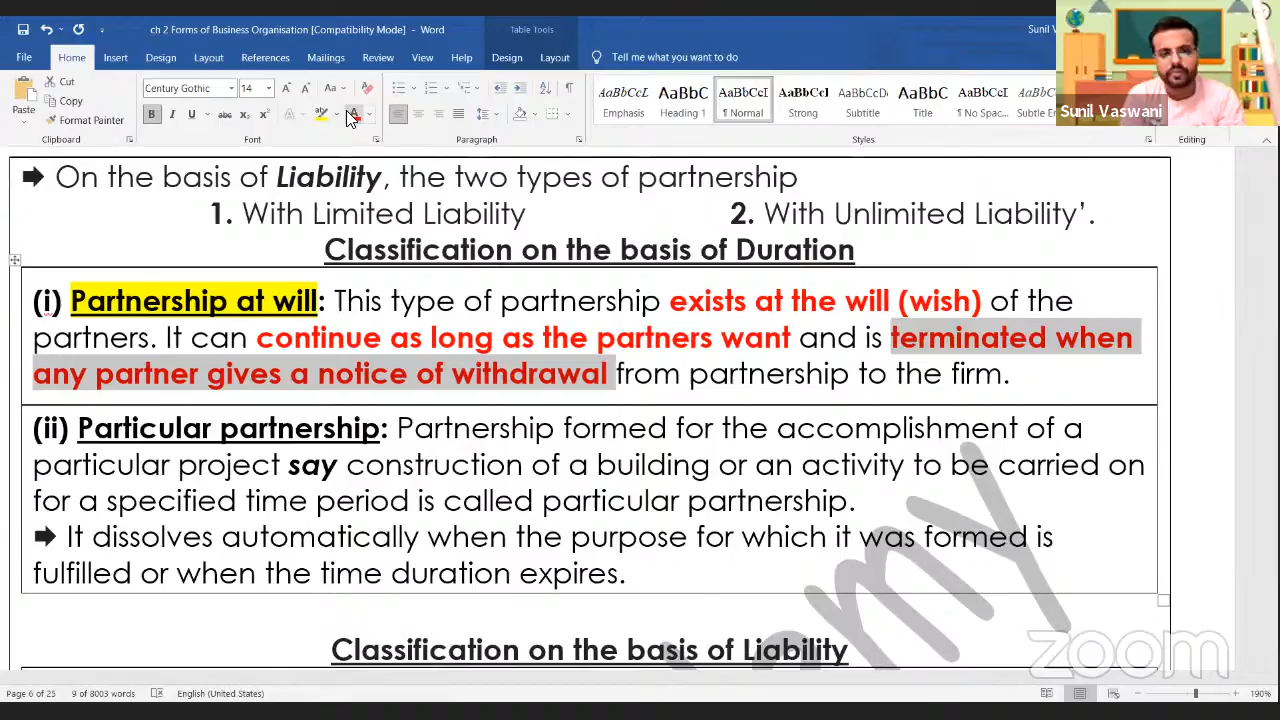 ch 2 Forms of Business Organisation [Compatibility Mode] - Word
Table Tools
Sunil V
File Home Insert Design Layout References Mailings Review View Help Design Layout Tell me what you want to do
Sunil Vaswani
Paste
Cut
Copy
Format Painter
Century Gothic 14
AaBbCcL AaBbC AaBbCcI AaBbCcI AaBbCcDc AaBbC AaBbCcI AaBbCcL
Emphasis Heading 1 ¶ Normal Strong Subtitle Title ¶ No Spac... Subtle E
Clipboard Font Paragraph Styles Editing
➡ On the basis of Liability, the two types of partnership
1. With Limited Liability 2. With Unlimited Liability’.
Classification on the basis of Duration
(i) Partnership at will: This type of partnership exists at the will (wish) of the
partners. It can continue as long as the partners want and is terminated when
any partner gives a notice of withdrawal from partnership to the firm.
(ii) Particular partnership: Partnership formed for the accomplishment of a
particular project say construction of a building or an activity to be carried on
for a specified time period is called particular partnership.
➡ It dissolves automatically when the purpose for which it was formed is
fulfilled or when the time duration expires.
Classification on the basis of Liability
zoom
Page 6 of 25 9 of 8003 words English (United States) 190%